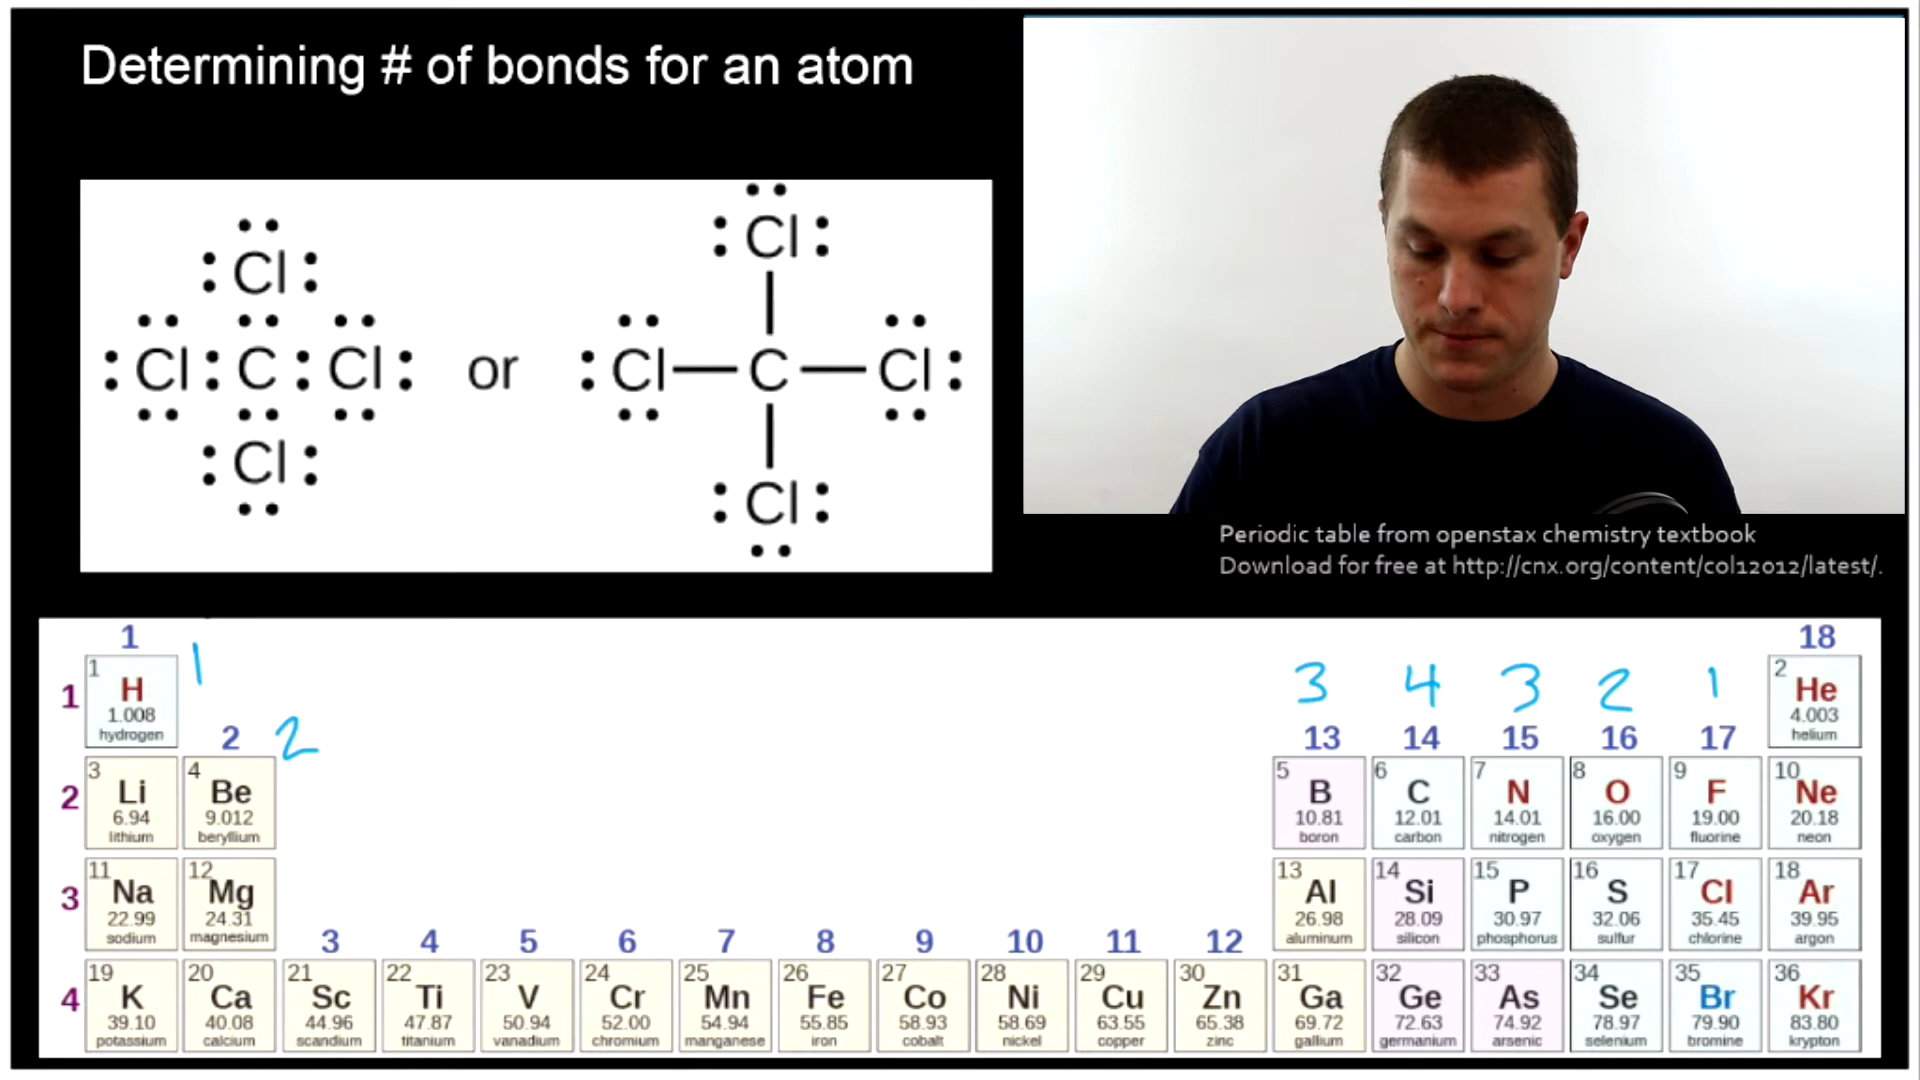 Determining # of bonds for an atom
Cl
Cl C Cl or Cl C Cl
Cl
Cl
Cl
Periodic table from openstax chemistry textbook
Download for free at http://cnx.org/content/col12012/latest/.
1 18
1 3 4 3 2 1
1 1 H 1.008 hydrogen 2 He 4.003 helium
2 2 13 14 15 16 17
2 3 Li 6.94 lithium 4 Be 9.012 beryllium 5 B 10.81 boron 6 C 12.01 carbon 7 N 14.01 nitrogen 8 O 16.00 oxygen 9 F 19.00 fluorine 10 Ne 20.18 neon
3 11 Na 22.99 sodium 12 Mg 24.31 magnesium 13 Al 26.98 aluminum 14 Si 28.09 silicon 15 P 30.97 phosphorus 16 S 32.06 sulfur 17 Cl 35.45 chlorine 18 Ar 39.95 argon
3 4 5 6 7 8 9 10 11 12
4 19 K 39.10 potassium 20 Ca 40.08 calcium 21 Sc 44.96 scandium 22 Ti 47.87 titanium 23 V 50.94 vanadium 24 Cr 52.00 chromium 25 Mn 54.94 manganese 26 Fe 55.85 iron 27 Co 58.93 cobalt 28 Ni 58.69 nickel 29 Cu 63.55 copper 30 Zn 65.38 zinc 31 Ga 69.72 gallium 32 Ge 72.63 germanium 33 As 74.92 arsenic 34 Se 78.97 selenium 35 Br 79.90 bromine 36 Kr 83.80 krypton